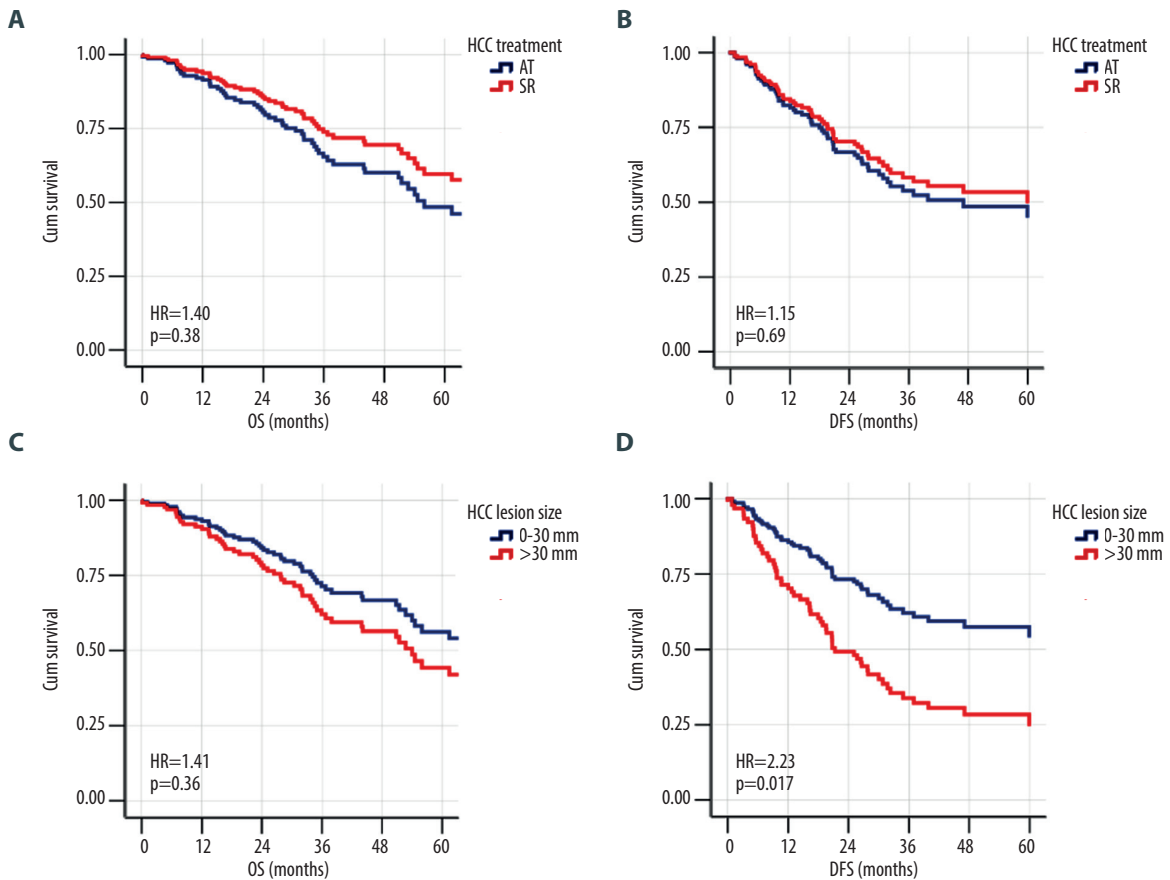 A
HCC treatment
AT
SR
1.00
0.75
0.50
0.25
0.00
Cum survival
HR=1.40
p=0.38
0 12 24 36 48 60
OS (months)
B
HCC treatment
AT
SR
1.00
0.75
0.50
0.25
0.00
Cum survival
HR=1.15
p=0.69
0 12 24 36 48 60
DFS (months)
C
HCC lesion size
0-30 mm
>30 mm
1.00
0.75
0.50
0.25
0.00
Cum survival
HR=1.41
p=0.36
0 12 24 36 48 60
OS (months)
D
HCC lesion size
0-30 mm
>30 mm
1.00
0.75
0.50
0.25
0.00
Cum survival
HR=2.23
p=0.017
0 12 24 36 48 60
DFS (months)